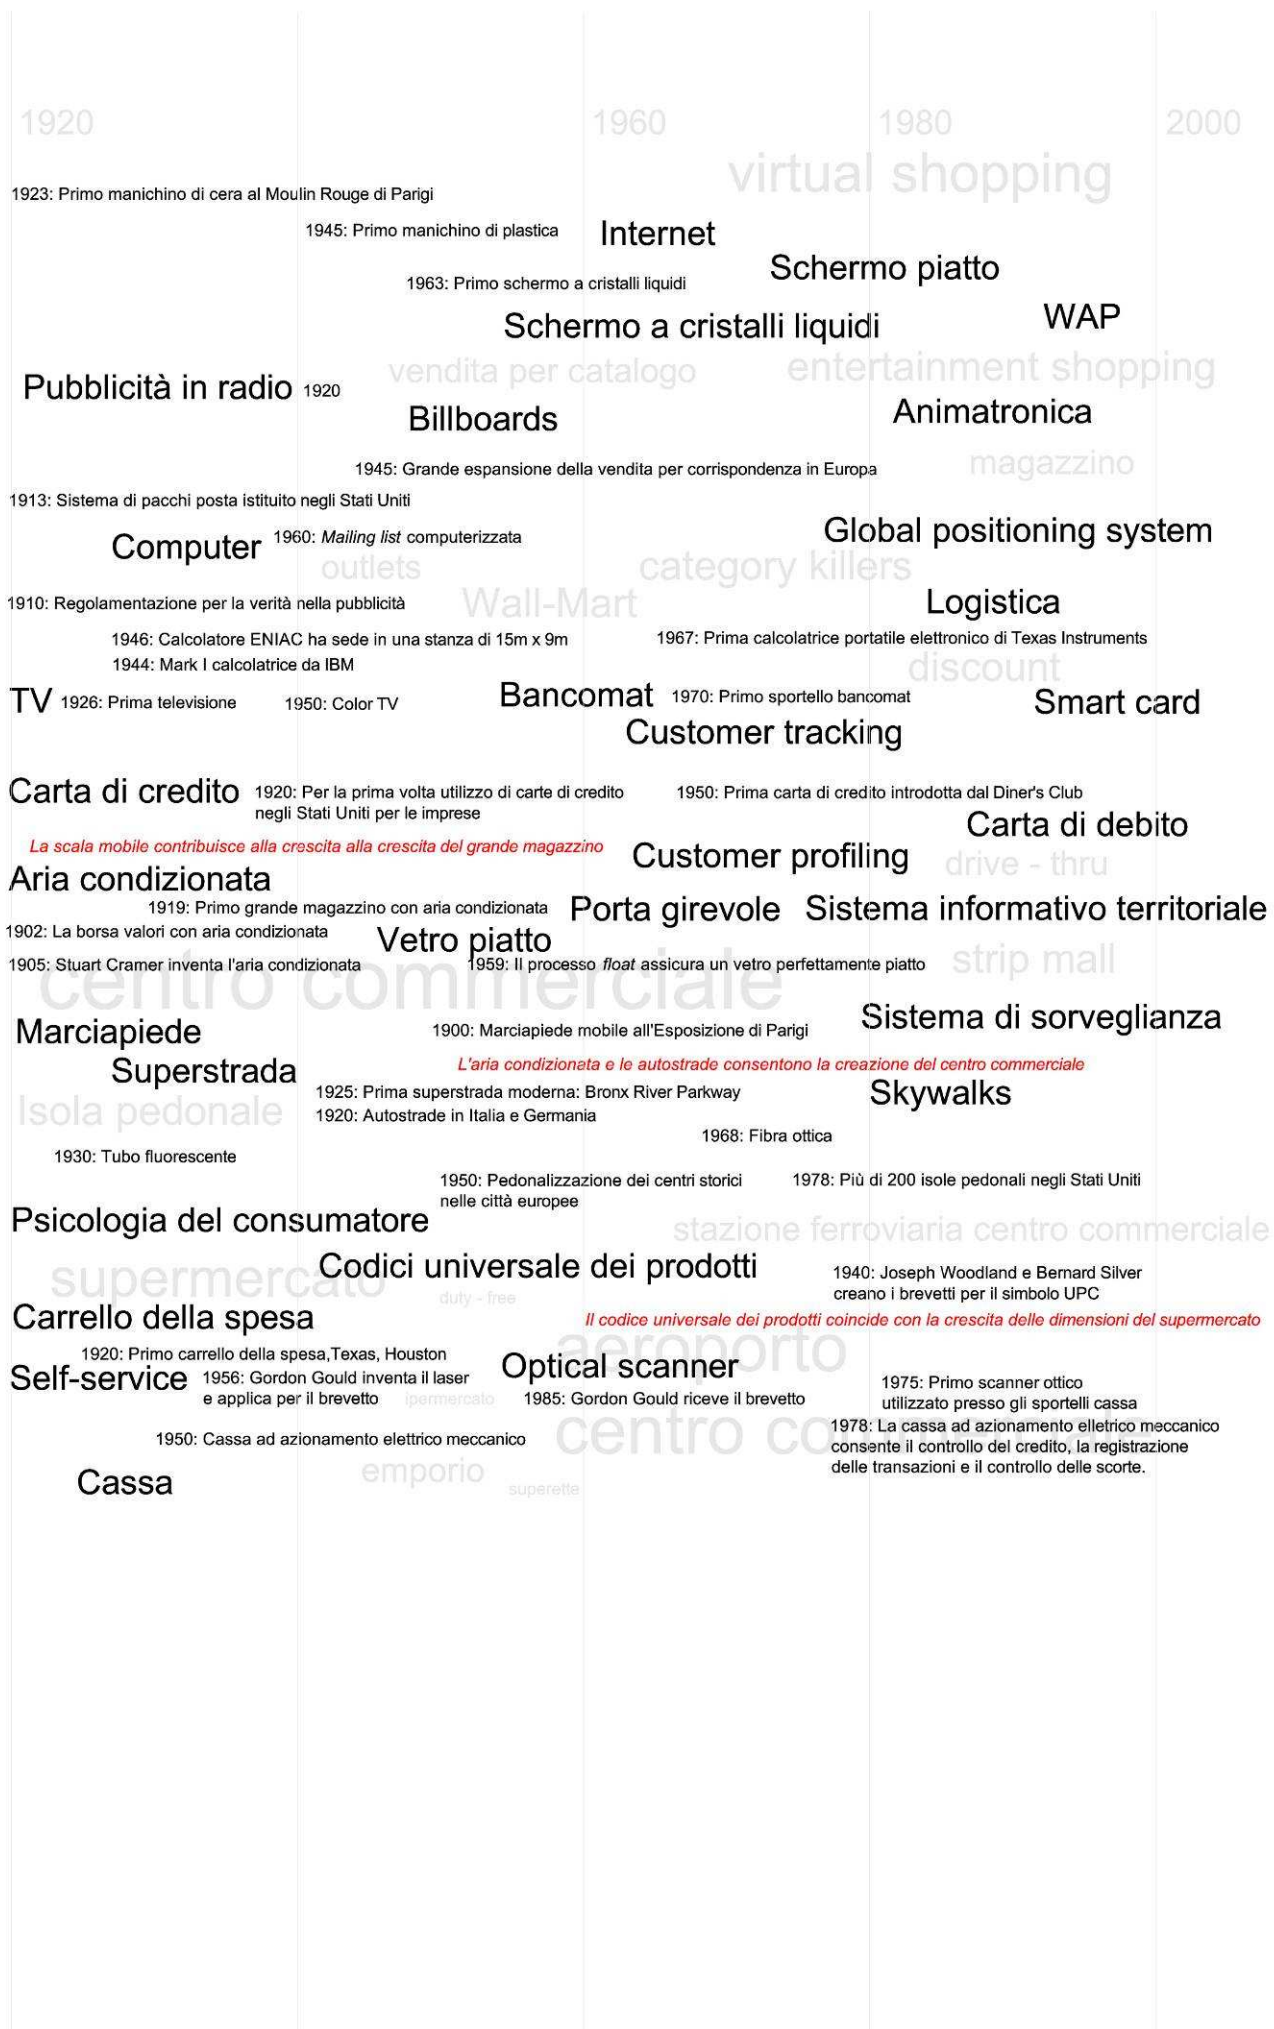 1920
1960
1980
2000
virtual shopping
1923: Primo manichino di cera al Moulin Rouge di Parigi
1945: Primo manichino di plastica
Internet
Schermo piatto
1963: Primo schermo a cristalli liquidi
WAP
Schermo a cristalli liquidi
vendita per catalogo
entertainment shopping
Pubblicità in radio 1920
Billboards
Animatronica
1945: Grande espansione della vendita per corrispondenza in Europa
magazzino
1913: Sistema di pacchi posta istituito negli Stati Uniti
Global positioning system
Computer 1960: Mailing list computerizzata
outlets
category killers
1910: Regolamentazione per la verità nella pubblicità
Wall-Mart
Logistica
1946: Calcolatore ENIAC ha sede in una stanza di 15m x 9m
1967: Prima calcolatrice portatile elettronico di Texas Instruments
1944: Mark I calcolatrice da IBM
discount
TV 1926: Prima televisione
1950: Color TV
Bancomat 1970: Primo sportello bancomat
Smart card
Customer tracking
Carta di credito 1920: Per la prima volta utilizzo di carte di credito
negli Stati Uniti per le imprese
1950: Prima carta di credito introdotta dal Diner's Club
Carta di debito
La scala mobile contribuisce alla crescita alla crescita del grande magazzino
Customer profiling
drive - thru
Aria condizionata
1919: Primo grande magazzino con aria condizionata
Porta girevole
Sistema informativo territoriale
1902: La borsa valori con aria condizionata
Vetro piatto
1905: Stuart Cramer inventa l'aria condizionata
1959: Il processo float assicura un vetro perfettamente piatto
strip mall
centro commerciale
Sistema di sorveglianza
Marciapiede
1900: Marciapiede mobile all'Esposizione di Parigi
Superstrada
L'aria condizionata e le autostrade consentono la creazione del centro commerciale
1925: Prima superstrada moderna: Bronx River Parkway
Skywalks
Isola pedonale
1920: Autostrade in Italia e Germania
1968: Fibra ottica
1930: Tubo fluorescente
1950: Pedonalizzazione dei centri storici
nelle città europee
1978: Più di 200 isole pedonali negli Stati Uniti
Psicologia del consumatore
stazione ferroviaria centro commerciale
Codici universale dei prodotti
supermercato
1940: Joseph Woodland e Bernard Silver
creano i brevetti per il simbolo UPC
duty - free
Carrello della spesa
Il codice universale dei prodotti coincide con la crescita delle dimensioni del supermercato
aeroporto
1920: Primo carrello della spesa,Texas, Houston
Optical scanner
Self-service 1956: Gordon Gould inventa il laser
e applica per il brevetto
ipermercato
1985: Gordon Gould riceve il brevetto
1975: Primo scanner ottico
utilizzato presso gli sportelli cassa
centro commerciale
1978: La cassa ad azionamento elletrico meccanico
consente il controllo del credito, la registrazione
delle transazioni e il controllo delle scorte.
1950: Cassa ad azionamento elettrico meccanico
emporio
Cassa
superette